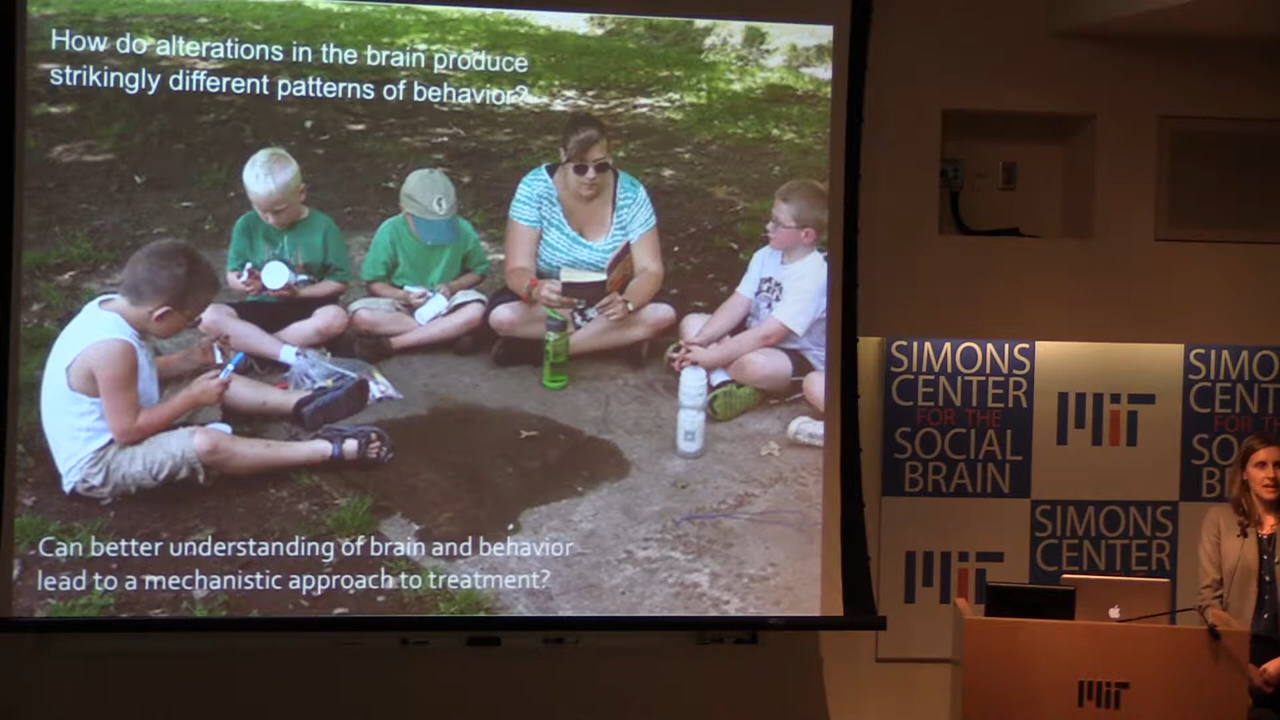 How do alterations in the brain produce
strikingly different patterns of behavior?
Can better understanding of brain and behavior
lead to a mechanistic approach to treatment?
SIMONS
CENTER
FOR THE
SOCIAL
BRAIN
MIT
SIMONS
CENT
FOR TH
SO
B
MIT
SIMONS
CENTER
MIT